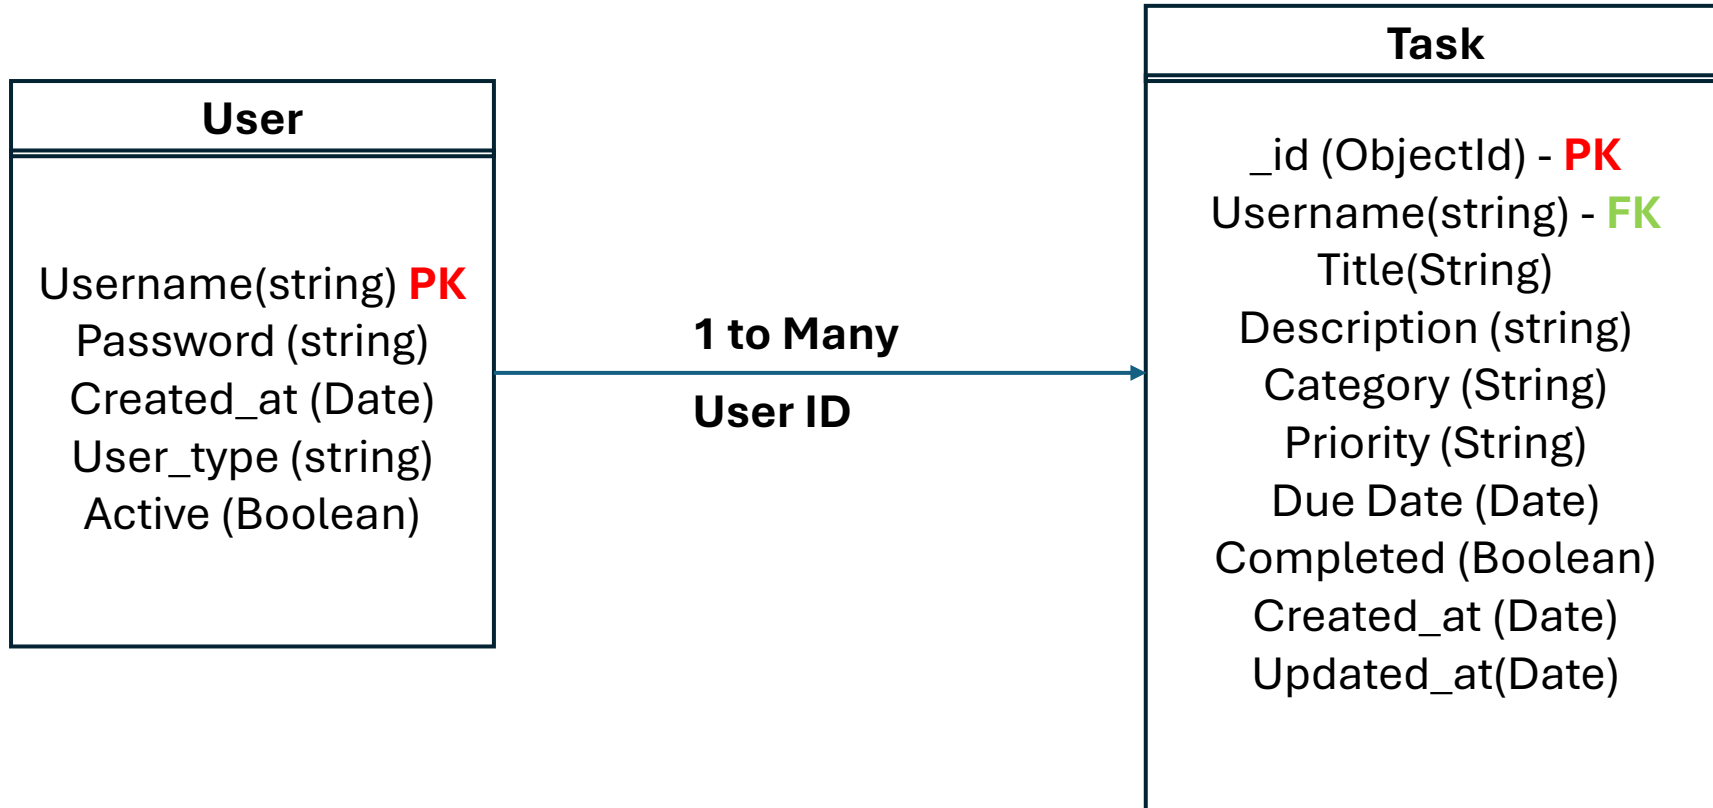 User
Username(string) PK
Password (string)
Created_at (Date)
User_type (string)
Active (Boolean)
1 to Many
User ID
Task
_id (ObjectId) - PK
Username(string) - FK
Title(String)
Description (string)
Category (String)
Priority (String)
Due Date (Date)
Completed (Boolean)
Created_at (Date)
Updated_at(Date)